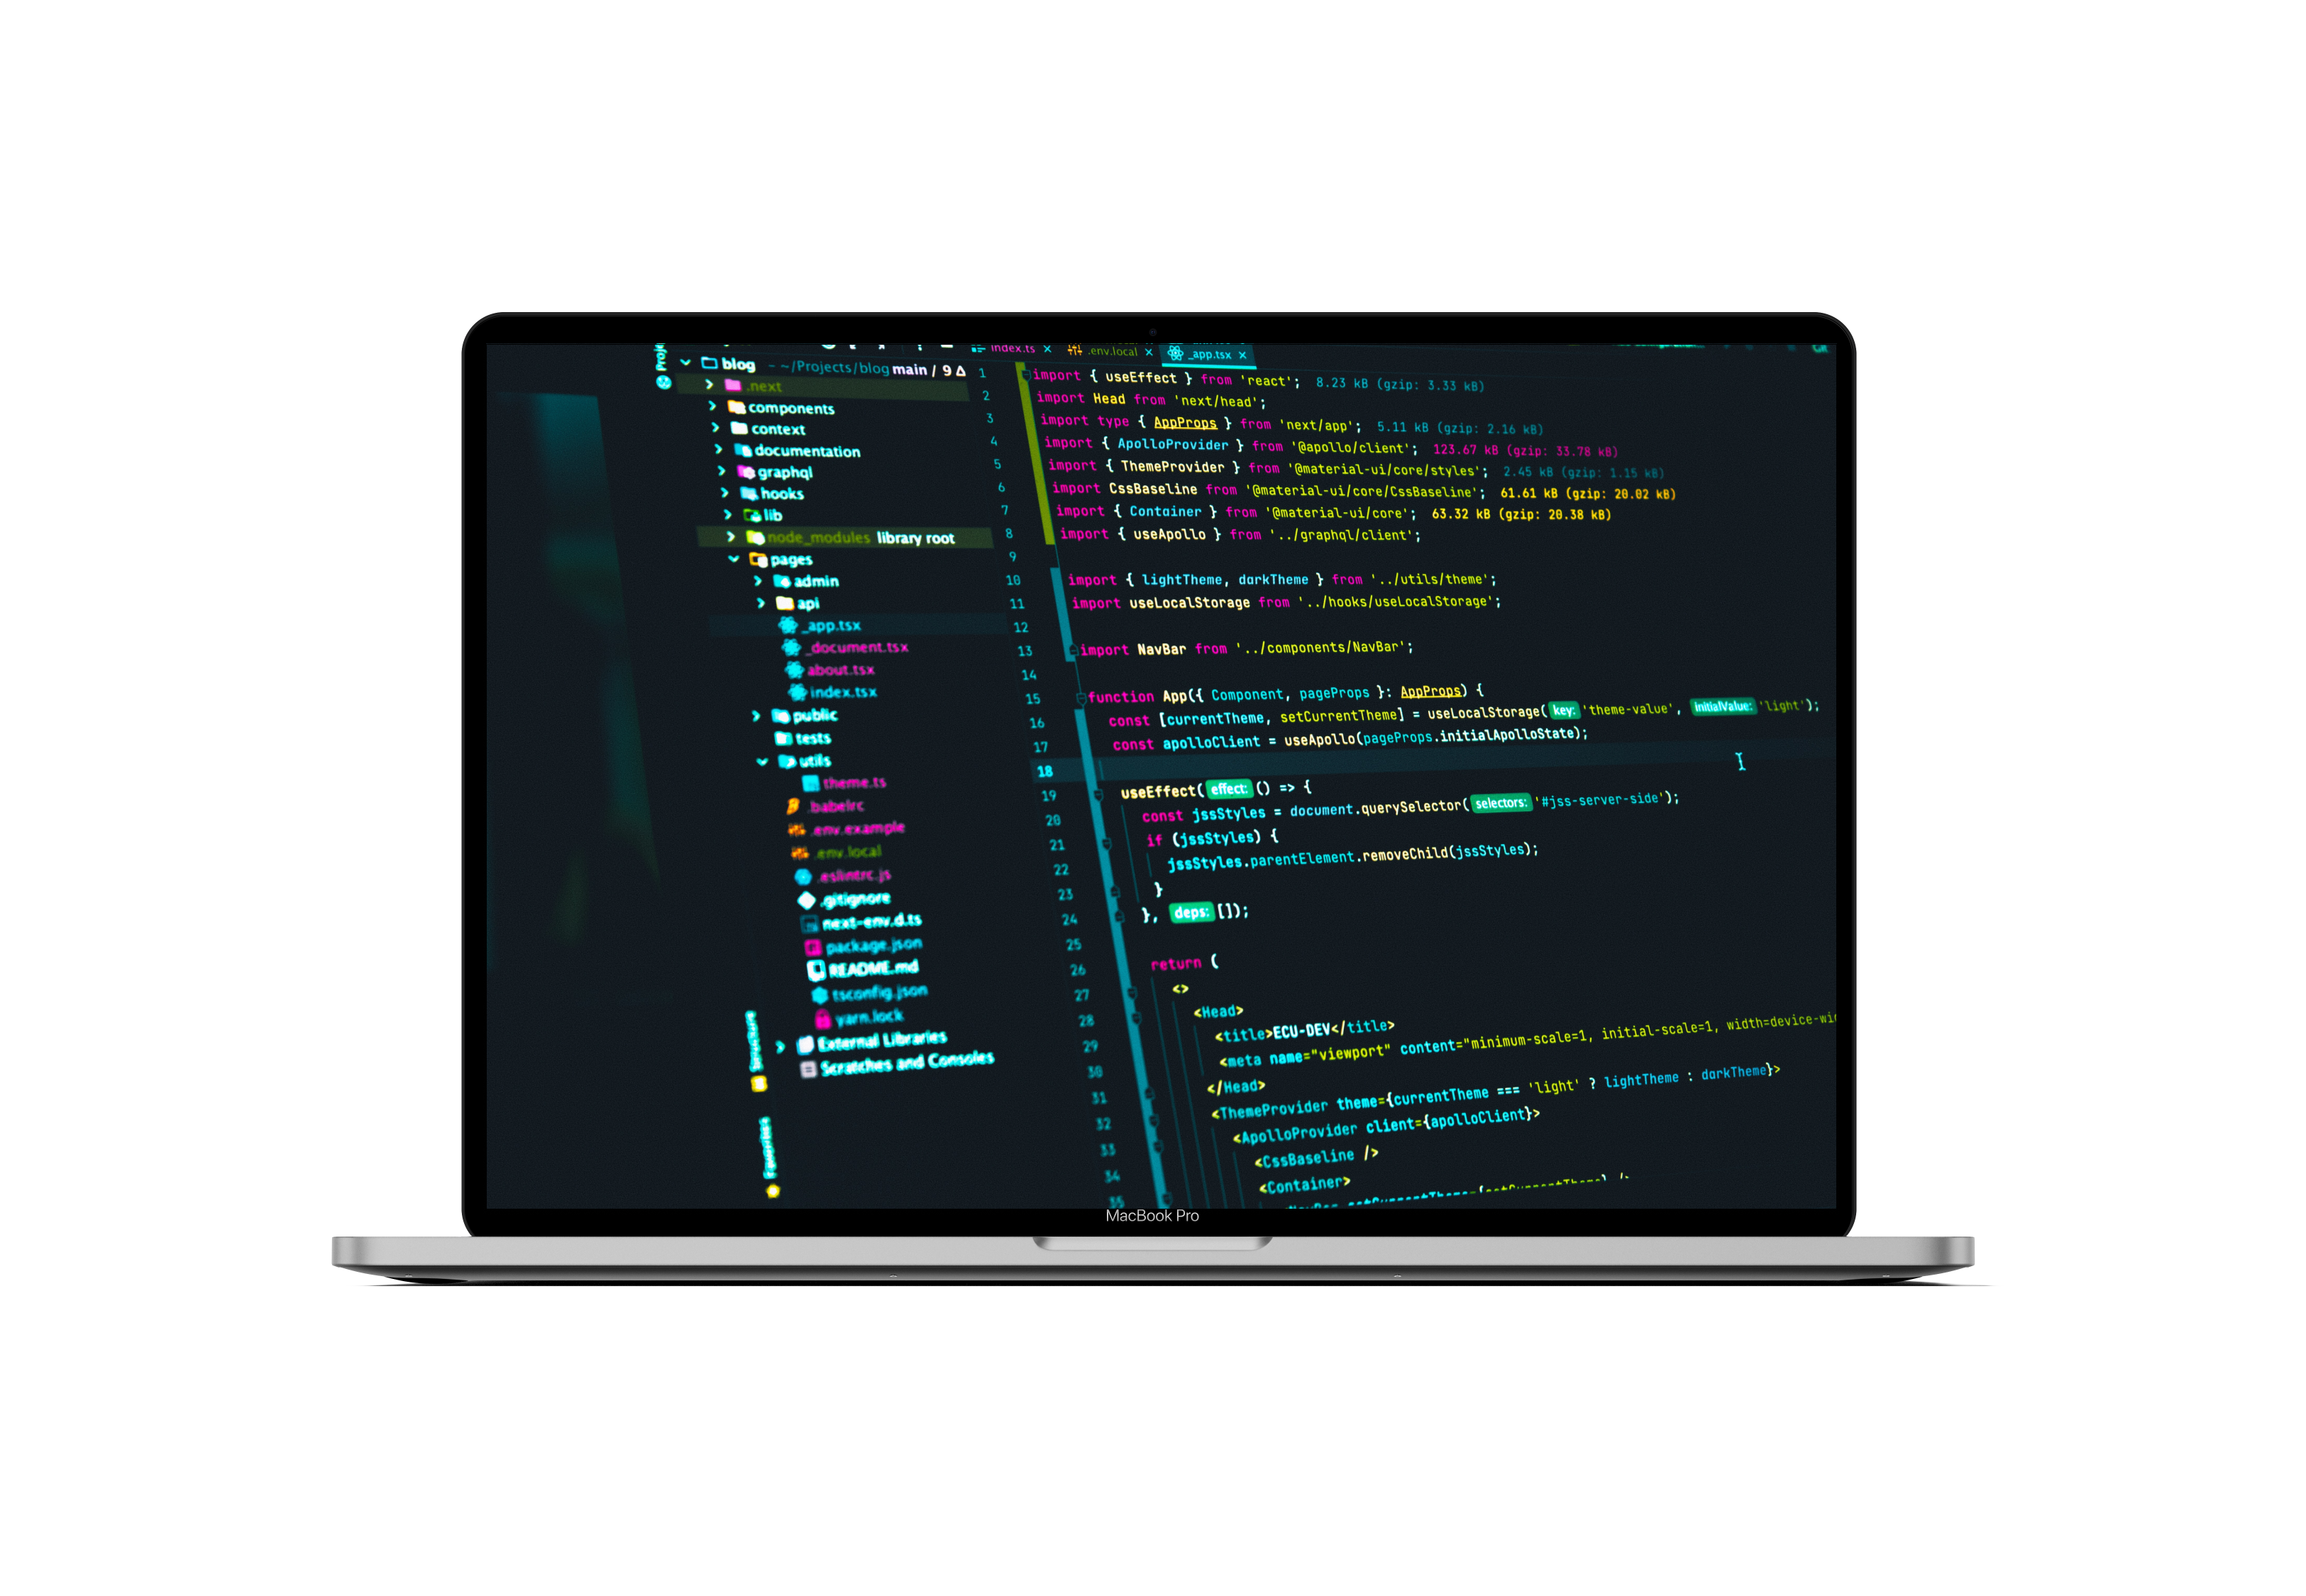 index.ts × .env.local × _app.tsx ×
blog ~/Projects/blog main / 9 Δ
.next
components
context
documentation
graphql
hooks
lib
node_modules library root
pages
admin
api
_app.tsx
_document.tsx
about.tsx
index.tsx
public
tests
utils
theme.ts
.babelrc
.env.example
.env.local
.eslintrc.js
.gitignore
next-env.d.ts
package.json
README.md
tsconfig.json
yarn.lock
External Libraries
Scratches and Consoles
Structure
Favorites
1 import { useEffect } from 'react'; 8.23 kB (gzip: 3.33 kB)
2 import Head from 'next/head';
3 import type { AppProps } from 'next/app'; 5.11 kB (gzip: 2.16 kB)
4 import { ApolloProvider } from '@apollo/client'; 123.67 kB (gzip: 33.78 kB)
5 import { ThemeProvider } from '@material-ui/core/styles'; 2.45 kB (gzip: 1.15 kB)
6 import CssBaseline from '@material-ui/core/CssBaseline'; 61.61 kB (gzip: 20.02 kB)
7 import { Container } from '@material-ui/core'; 63.32 kB (gzip: 20.38 kB)
8 import { useApollo } from '../graphql/client';
9
10 import { lightTheme, darkTheme } from '../utils/theme';
11 import useLocalStorage from '../hooks/useLocalStorage';
12
13 import NavBar from '../components/NavBar';
14
15 function App({ Component, pageProps }: AppProps) {
16 const [currentTheme, setCurrentTheme] = useLocalStorage( key: 'theme-value', initialValue: 'light');
17 const apolloClient = useApollo(pageProps.initialApolloState);
18
19 useEffect( effect: () => {
20 const jssStyles = document.querySelector( selectors: '#jss-server-side');
21 if (jssStyles) {
22 jssStyles.parentElement.removeChild(jssStyles);
23 }
24 }, deps: []);
25
26 return (
27 <>
28 <Head>
29 <title>ECU-DEV</title>
30 <meta name="viewport" content="minimum-scale=1, initial-scale=1, width=device-wi
31 </Head>
32 <ThemeProvider theme={currentTheme === 'light' ? lightTheme : darkTheme}>
33 <ApolloProvider client={apolloClient}>
34 <CssBaseline />
35 <Container>
MacBook Pro